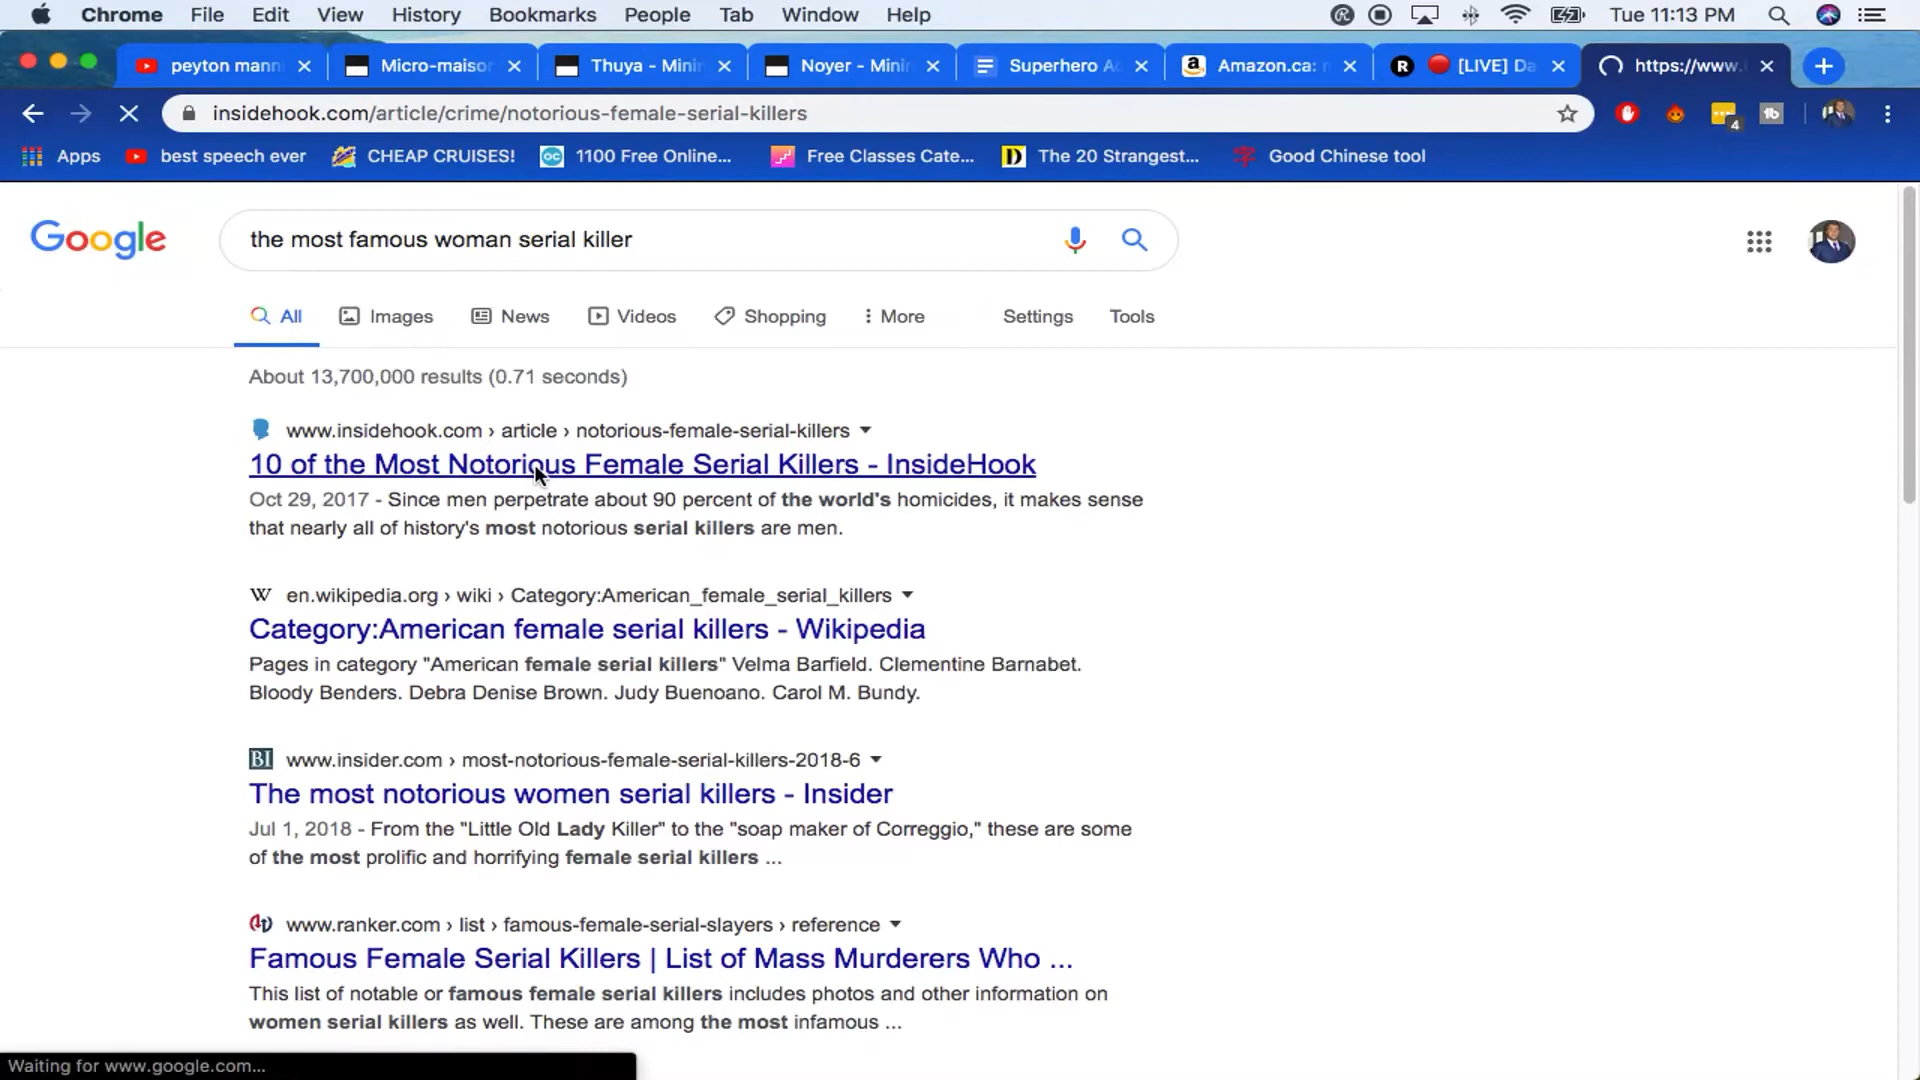 Chrome File Edit View History Bookmarks People Tab Window Help Tue 11:13 PM
peyton mann Micro-maiso Thuya - Mini Noyer - Mini Superhero Ad Amazon.ca: [LIVE] Da https://www.
insidehook.com/article/crime/notorious-female-serial-killers 4
Apps best speech ever CHEAP CRUISES! 1100 Free Online... Free Classes Cate... The 20 Strangest... Good Chinese tool
Google the most famous woman serial killer
All Images News Videos Shopping More Settings Tools
About 13,700,000 results (0.71 seconds)
www.insidehook.com › article › notorious-female-serial-killers
10 of the Most Notorious Female Serial Killers - InsideHook
Oct 29, 2017 - Since men perpetrate about 90 percent of the world's homicides, it makes sense
that nearly all of history's most notorious serial killers are men.
en.wikipedia.org › wiki › Category:American_female_serial_killers
Category:American female serial killers - Wikipedia
Pages in category "American female serial killers" Velma Barfield. Clementine Barnabet.
Bloody Benders. Debra Denise Brown. Judy Buenoano. Carol M. Bundy.
BI www.insider.com › most-notorious-female-serial-killers-2018-6
The most notorious women serial killers - Insider
Jul 1, 2018 - From the "Little Old Lady Killer" to the "soap maker of Correggio," these are some
of the most prolific and horrifying female serial killers ...
www.ranker.com › list › famous-female-serial-slayers › reference
Famous Female Serial Killers | List of Mass Murderers Who ...
This list of notable or famous female serial killers includes photos and other information on
women serial killers as well. These are among the most infamous ...
Waiting for www.google.com...